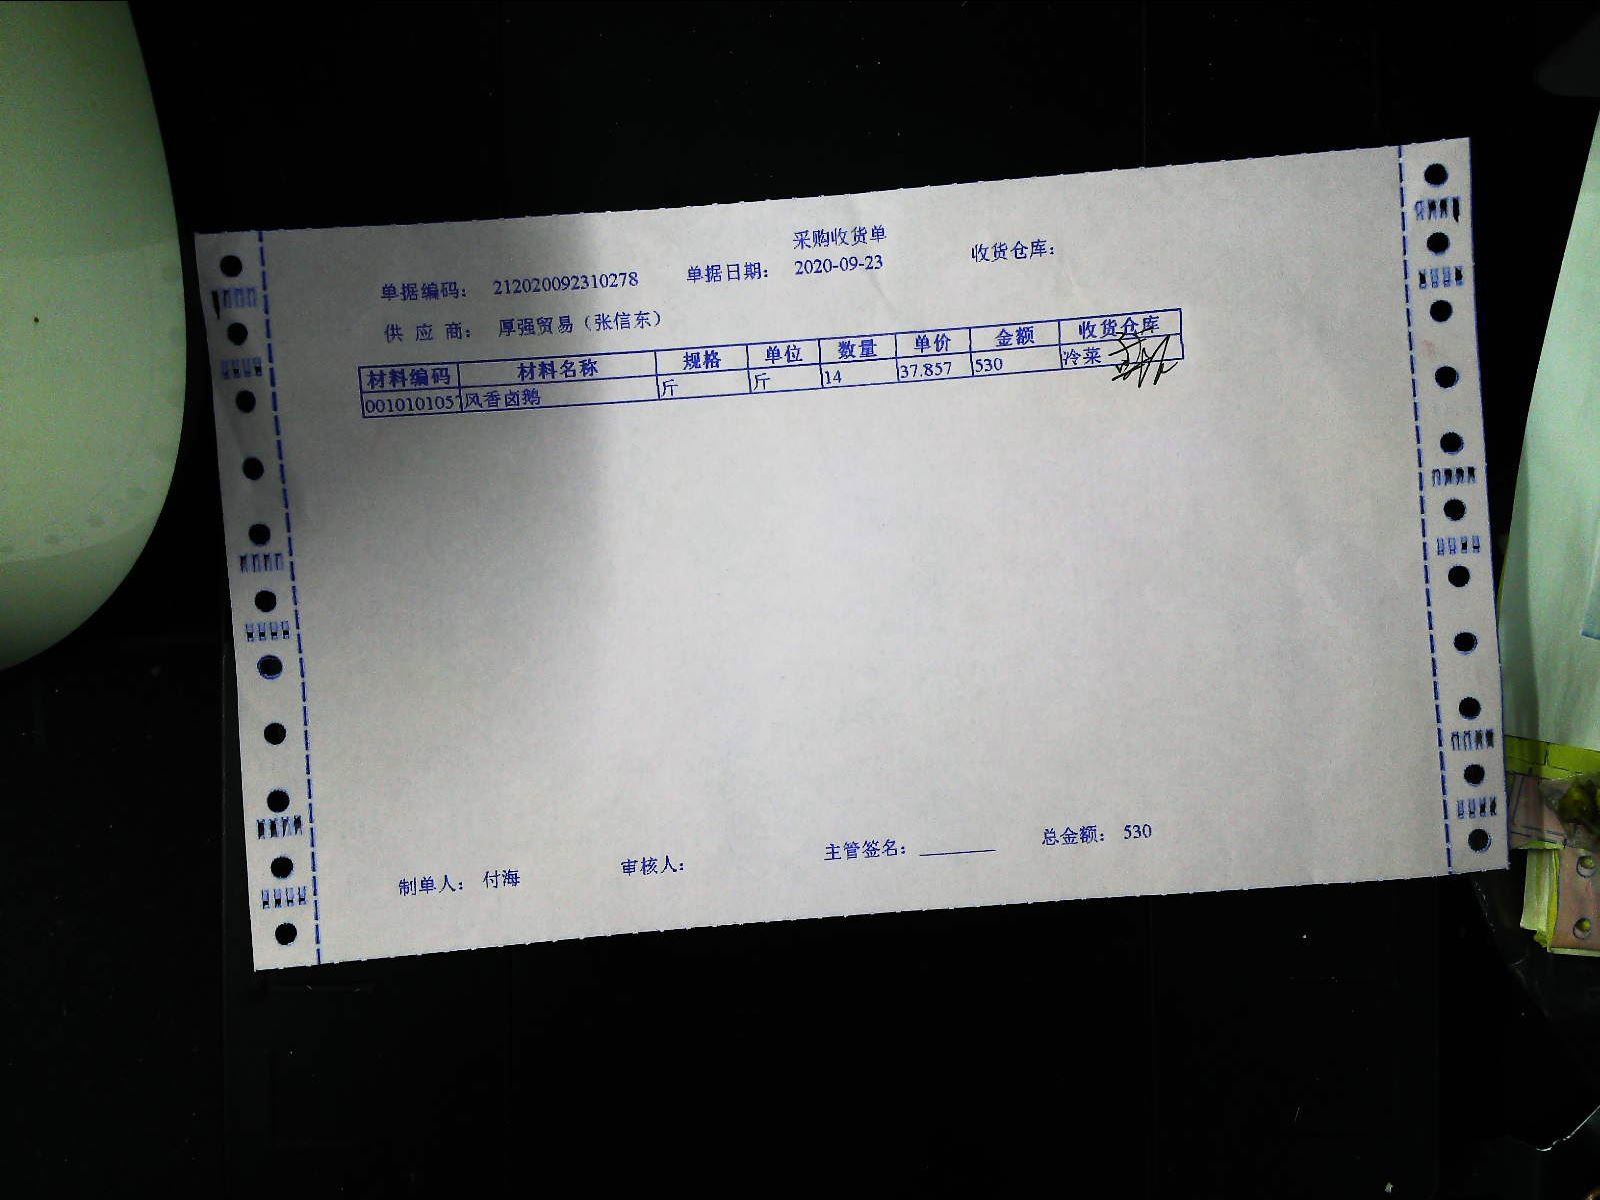 采购收货单
单据编码： 212020092310278 单据日期： 2020-09-23 收货仓库：
供 应 商： 厚强贸易（张信东）
材料编码 材料名称 规格 单位 数量 单价 金额 收货仓库
001010105 风香卤鹅 斤 斤 14 37.857 530 冷菜
制单人： 付海 审核人： 主管签名： 总金额： 530